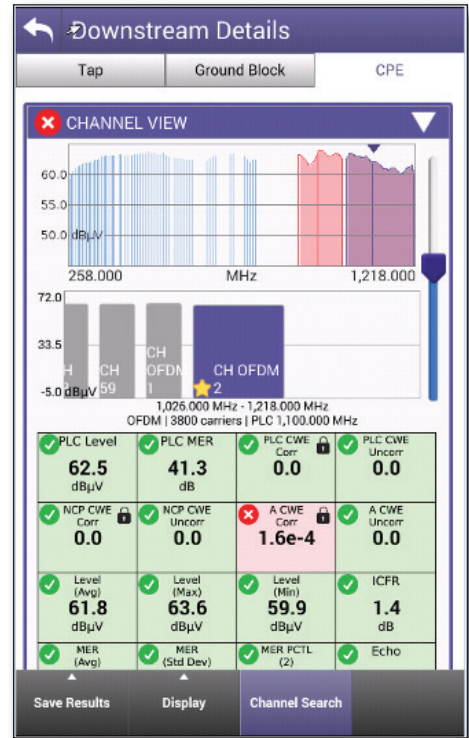 Downstream Details
Tap Ground Block CPE
CHANNEL VIEW
60.0
55.0
50.0 dBµV
258.000 MHz 1,218.000
72.0
33.5
-5.0 dBµV
CH 59
CH OFDM 1
CH OFDM 2
1,026.000 MHz - 1,218.000 MHz
OFDM | 3800 carriers | PLC 1,100.000 MHz
PLC Level
62.5
dBµV
PLC MER
41.3
dB
PLC CWE
Corr
0.0
PLC CWE
Uncorr
0.0
NCP CWE
Corr
0.0
NCP CWE
Uncorr
0.0
A CWE
Corr
1.6e-4
A CWE
Uncorr
0.0
Level
(Avg)
61.8
dBµV
Level
(Max)
63.6
dBµV
Level
(Min)
59.9
dBµV
ICFR
1.4
dB
MER
(Avg)
MER
(Std Dev)
MER PCTL
(2)
Echo
Save Results Display Channel Search